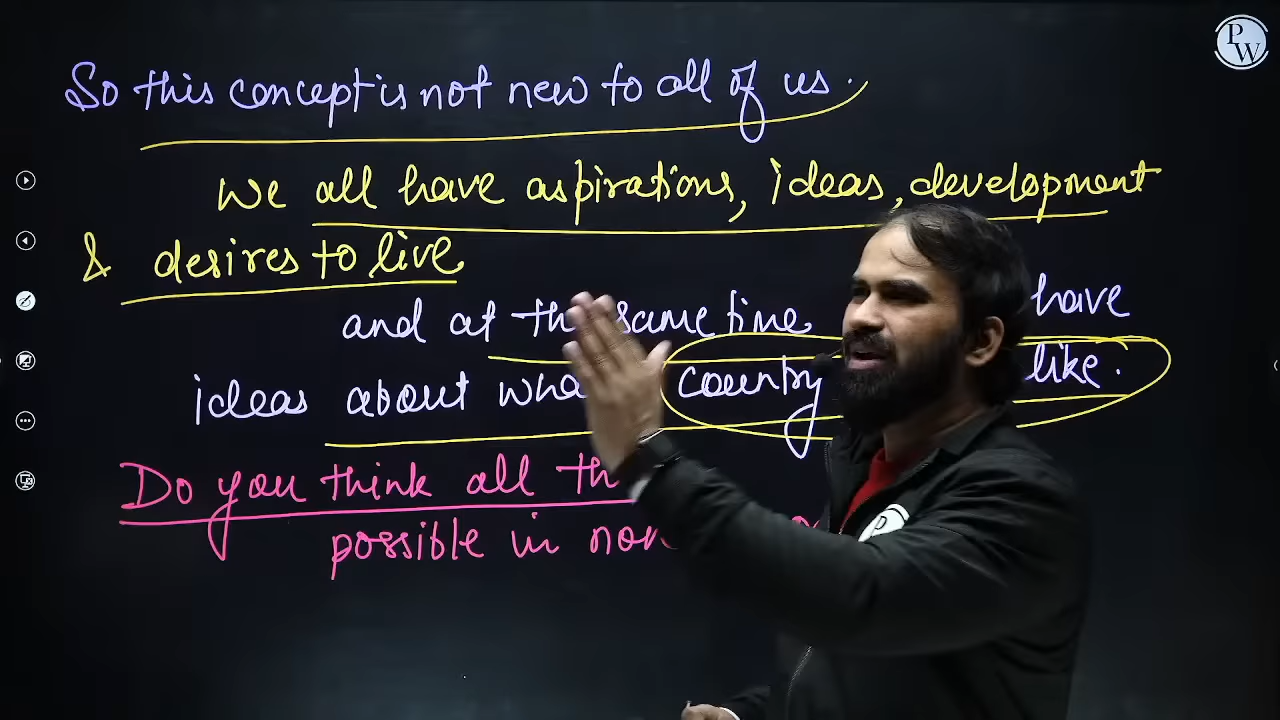 P W
So this concept is not new to all of us.
We all have aspirations, ideas, development
& desires to live
and at the same time have
ideas about what country like.
Do you think all
possible in non
P